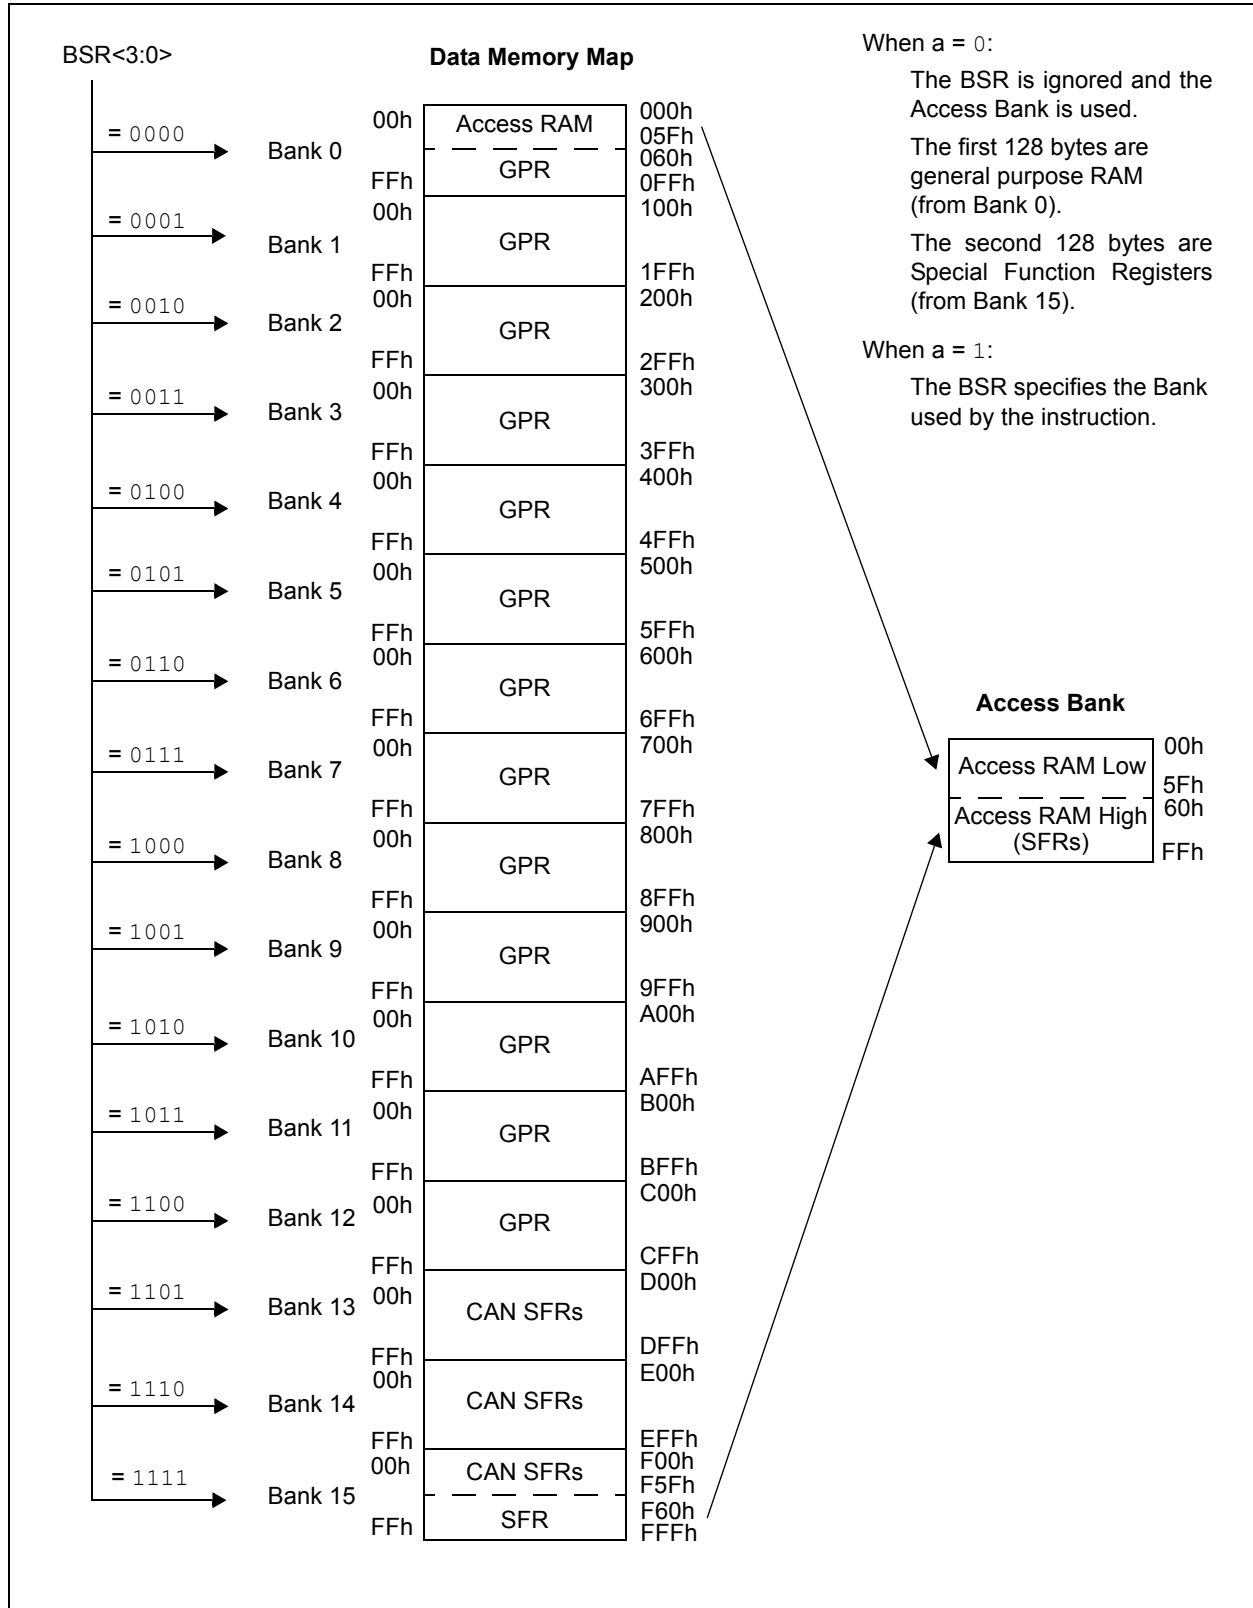 BSR<3:0>
Data Memory Map
When a = 0:
The BSR is ignored and the
Access Bank is used.
The first 128 bytes are
general purpose RAM
(from Bank 0).
The second 128 bytes are
Special Function Registers
(from Bank 15).
When a = 1:
The BSR specifies the Bank
used by the instruction.
= 0000
Bank 0
00h
Access RAM
000h
05Fh
GPR
060h
FFh
0FFh
= 0001
Bank 1
00h
GPR
100h
FFh
1FFh
= 0010
Bank 2
00h
GPR
200h
FFh
2FFh
= 0011
Bank 3
00h
GPR
300h
FFh
3FFh
= 0100
Bank 4
00h
GPR
400h
FFh
4FFh
= 0101
Bank 5
00h
GPR
500h
FFh
5FFh
= 0110
Bank 6
00h
GPR
600h
FFh
6FFh
= 0111
Bank 7
00h
GPR
700h
FFh
7FFh
= 1000
Bank 8
00h
GPR
800h
FFh
8FFh
= 1001
Bank 9
00h
GPR
900h
FFh
9FFh
= 1010
Bank 10
00h
GPR
A00h
FFh
AFFh
= 1011
Bank 11
00h
GPR
B00h
FFh
BFFh
= 1100
Bank 12
00h
GPR
C00h
FFh
CFFh
= 1101
Bank 13
00h
CAN SFRs
D00h
FFh
DFFh
= 1110
Bank 14
00h
CAN SFRs
E00h
FFh
EFFh
= 1111
Bank 15
00h
CAN SFRs
F00h
F5Fh
SFR
F60h
FFh
FFFh
Access Bank
Access RAM Low
00h
5Fh
Access RAM High
(SFRs)
60h
FFh